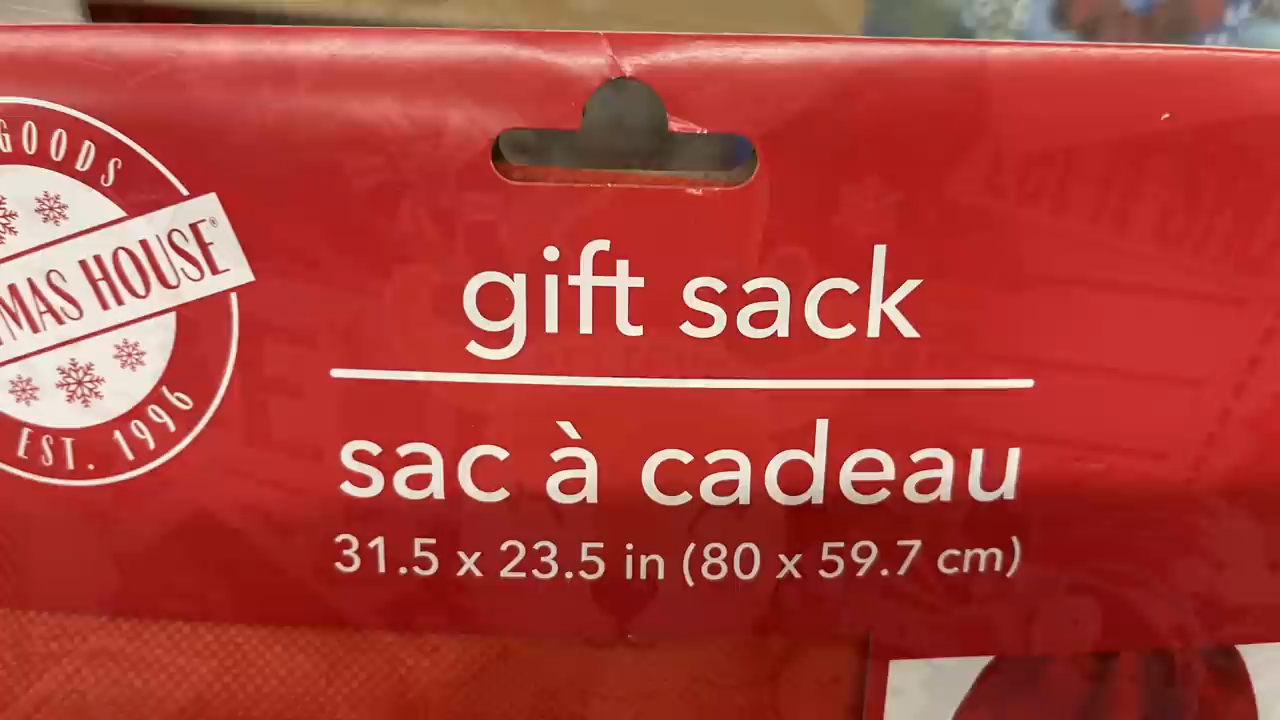 GOODS
MAS HOUSE®
EST. 1996
gift sack
sac à cadeau
31.5 x 23.5 in (80 x 59.7 cm)